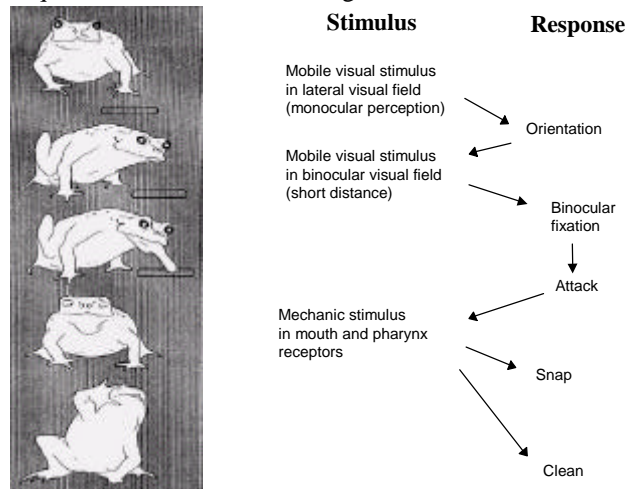 Stimulus Response
Mobile visual stimulus
in lateral visual field
(monocular perception)
Orientation
Mobile visual stimulus
in binocular visual field
(short distance)
Binocular
fixation
Attack
Mechanic stimulus
in mouth and pharynx
receptors
Snap
Clean